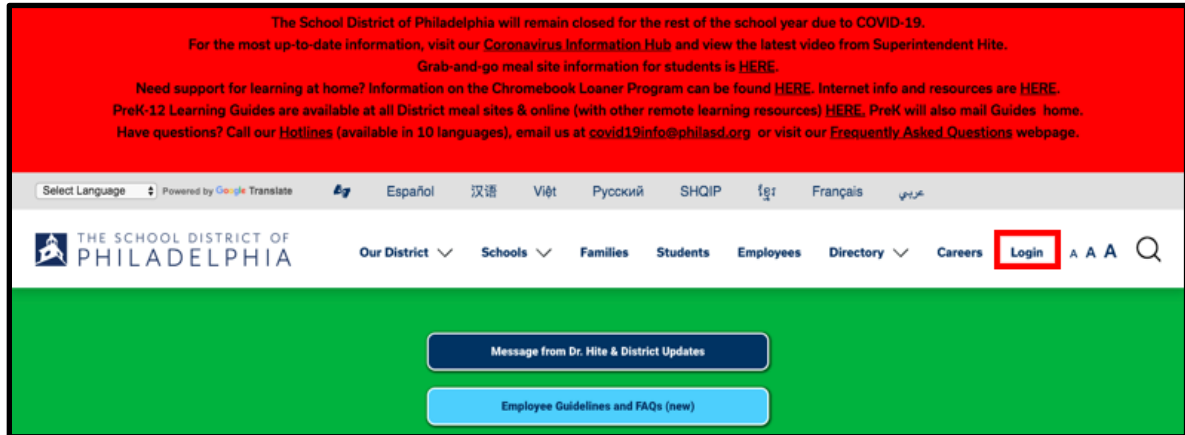 The School District of Philadelphia will remain closed for the rest of the school year due to COVID-19.
For the most up-to-date information, visit our Coronavirus Information Hub and view the latest video from Superintendent Hite.
Grab-and-go meal site information for students is HERE.
Need support for learning at home? Information on the Chromebook Loaner Program can be found HERE. Internet info and resources are HERE.
PreK-12 Learning Guides are available at all District meal sites & online (with other remote learning resources) HERE. PreK will also mail Guides home.
Have questions? Call our Hotlines (available in 10 languages), email us at covid19info@philasd.org or visit our Frequently Asked Questions webpage.
Select Language Powered by Google Translate Español 汉语 Việt Русский SHQIP ខ្មែរ Français عربي
THE SCHOOL DISTRICT OF
PHILADELPHIA
Our District Schools Families Students Employees Directory Careers Login A A A
Message from Dr. Hite & District Updates
Employee Guidelines and FAQs (new)